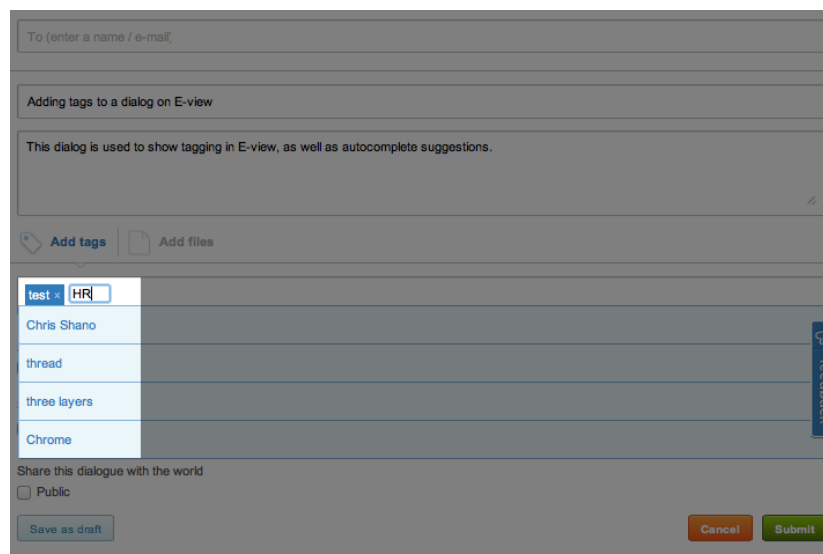 To (enter a name / e-mail)
Adding tags to a dialog on E-view
This dialog is used to show tagging in E-view, as well as autocomplete suggestions.
Add tags
Add files
test × HR
Chris Shano
thread
three layers
Chrome
Share this dialogue with the world
Public
Save as draft
Cancel
Submit